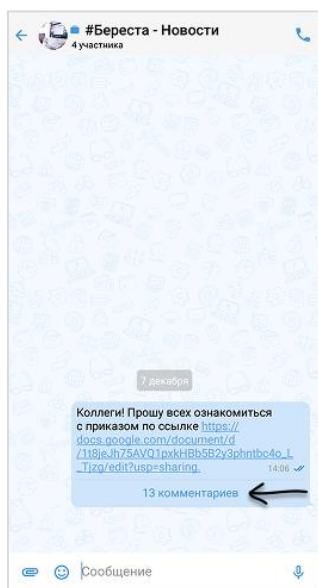 #Береста - Новости
4 участника
7 декабря
Коллеги! Прошу всех ознакомиться
с приказом по ссылке https://
docs.google.com/document/d
/1t8jeJh75AVQ1pxkHBb5B2y3phntbc4o_L
_Tjzg/edit?usp=sharing.
14:06
13 комментариев
Сообщение